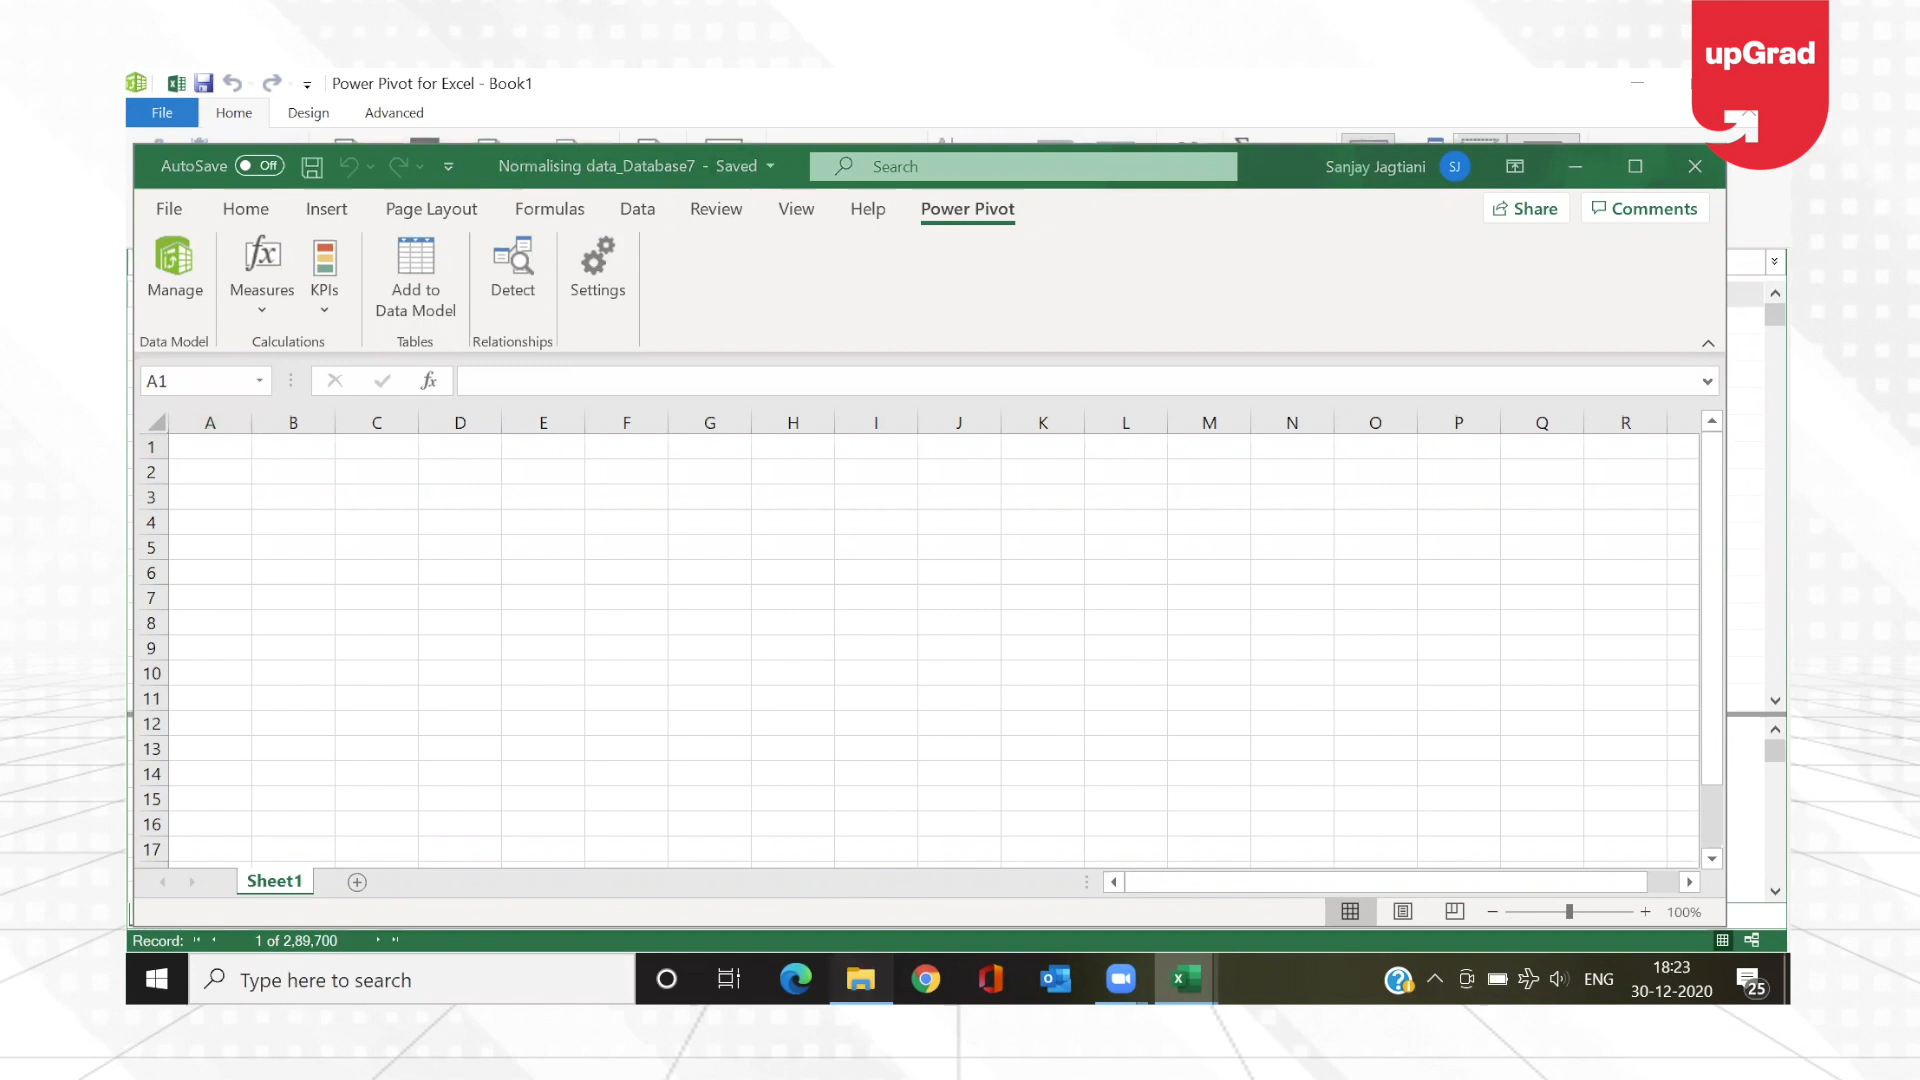 upGrad
Power Pivot for Excel - Book1
File Home Design Advanced
AutoSave Off Normalising data_Database7 - Saved Search Sanjay Jagtiani SJ
File Home Insert Page Layout Formulas Data Review View Help Power Pivot Share Comments
Manage Measures KPIs Add to Data Model Detect Settings
Data Model Calculations Tables Relationships
A1 fx
A B C D E F G H I J K L M N O P Q R
1
2
3
4
5
6
7
8
9
10
11
12
13
14
15
16
17
Sheet1
100%
Record: 1 of 2,89,700
Type here to search ENG 18:23
30-12-2020 25